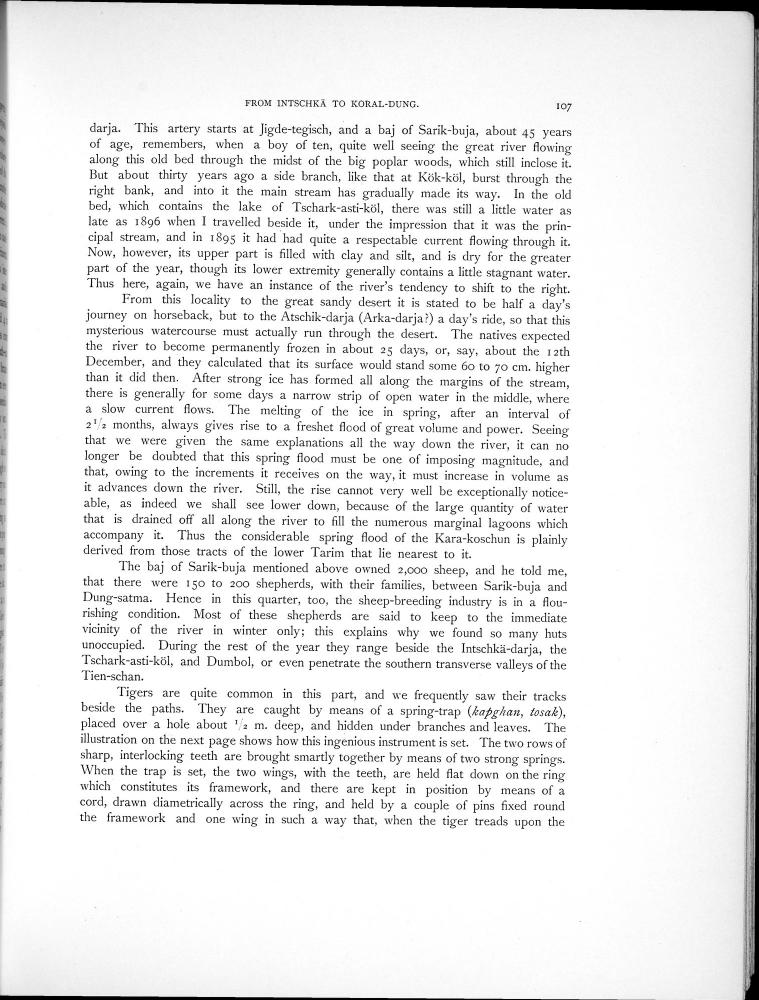 FROM INTSCHKÄ TO KORAL-DUNG. 107
darja. This artery starts at Jigde-tegisch, and a baj of Sarik-buja, about 45 years
of age, remembers, when a boy of ten, quite well seeing the great river flowing
along this old bed through the midst of the big poplar woods, which still inclose it.
But about thirty years ago a side branch, like that at Kök-köl, burst through the
right bank, and into it the main stream has gradually made its way. In the old
bed, which contains the lake of Tschark-asti-köl, there was still a little water as
late as 1896 when I travelled beside it, under the impression that it was the prin-
cipal stream, and in 1895 it had had quite a respectable current flowing through it.
Now, however, its upper part is filled with clay and silt, and is dry for the greater
part of the year, though its lower extremity generally contains a little stagnant water.
Thus here, again, we have an instance of the river's tendency to shift to the right.
From this locality to the great sandy desert it is stated to be half a day's
journey on horseback, but to the Atschik-darja (Arka-darja?) a day's ride, so that this
mysterious watercourse must actually run through the desert. The natives expected
the river to become permanently frozen in about 25 days, or, say, about the 12th
December, and they calculated that its surface would stand some 60 to 70 cm. higher
than it did then. After strong ice has formed all along the margins of the stream,
there is generally for some days a narrow strip of open water in the middle, where
a slow current flows. The melting of the ice in spring, after an interval of
2 1/2 months, always gives rise to a freshet flood of great volume and power. Seeing
that we were given the same explanations all the way down the river, it can no
longer be doubted that this spring flood must be one of imposing magnitude, and
that, owing to the increments it receives on the way, it must increase in volume as
it advances down the river. Still, the rise cannot very well be exceptionally notice-
able, as indeed we shall see lower down, because of the large quantity of water
that is drained off all along the river to fill the numerous marginal lagoons which
accompany it. Thus the considerable spring flood of the Kara-koschun is plainly
derived from those tracts of the lower Tarim that lie nearest to it.
The baj of Sarik-buja mentioned above owned 2,000 sheep, and he told me,
that there were 150 to 200 shepherds, with their families, between Sarik-buja and
Dung-satma. Hence in this quarter, too, the sheep-breeding industry is in a flou-
rishing condition. Most of these shepherds are said to keep to the immediate
vicinity of the river in winter only; this explains why we found so many huts
unoccupied. During the rest of the year they range beside the Intschkä-darja, the
Tschark-asti-köl, and Dumbol, or even penetrate the southern transverse valleys of the
Tien-schan.
Tigers are quite common in this part, and we frequently saw their tracks
beside the paths. They are caught by means of a spring-trap (kapghan, tosak),
placed over a hole about 1/2 m. deep, and hidden under branches and leaves. The
illustration on the next page shows how this ingenious instrument is set. The two rows of
sharp, interlocking teeth are brought smartly together by means of two strong springs.
When the trap is set, the two wings, with the teeth, are held flat down on the ring
which constitutes its framework, and there are kept in position by means of a
cord, drawn diametrically across the ring, and held by a couple of pins fixed round
the framework and one wing in such a way that, when the tiger treads upon the